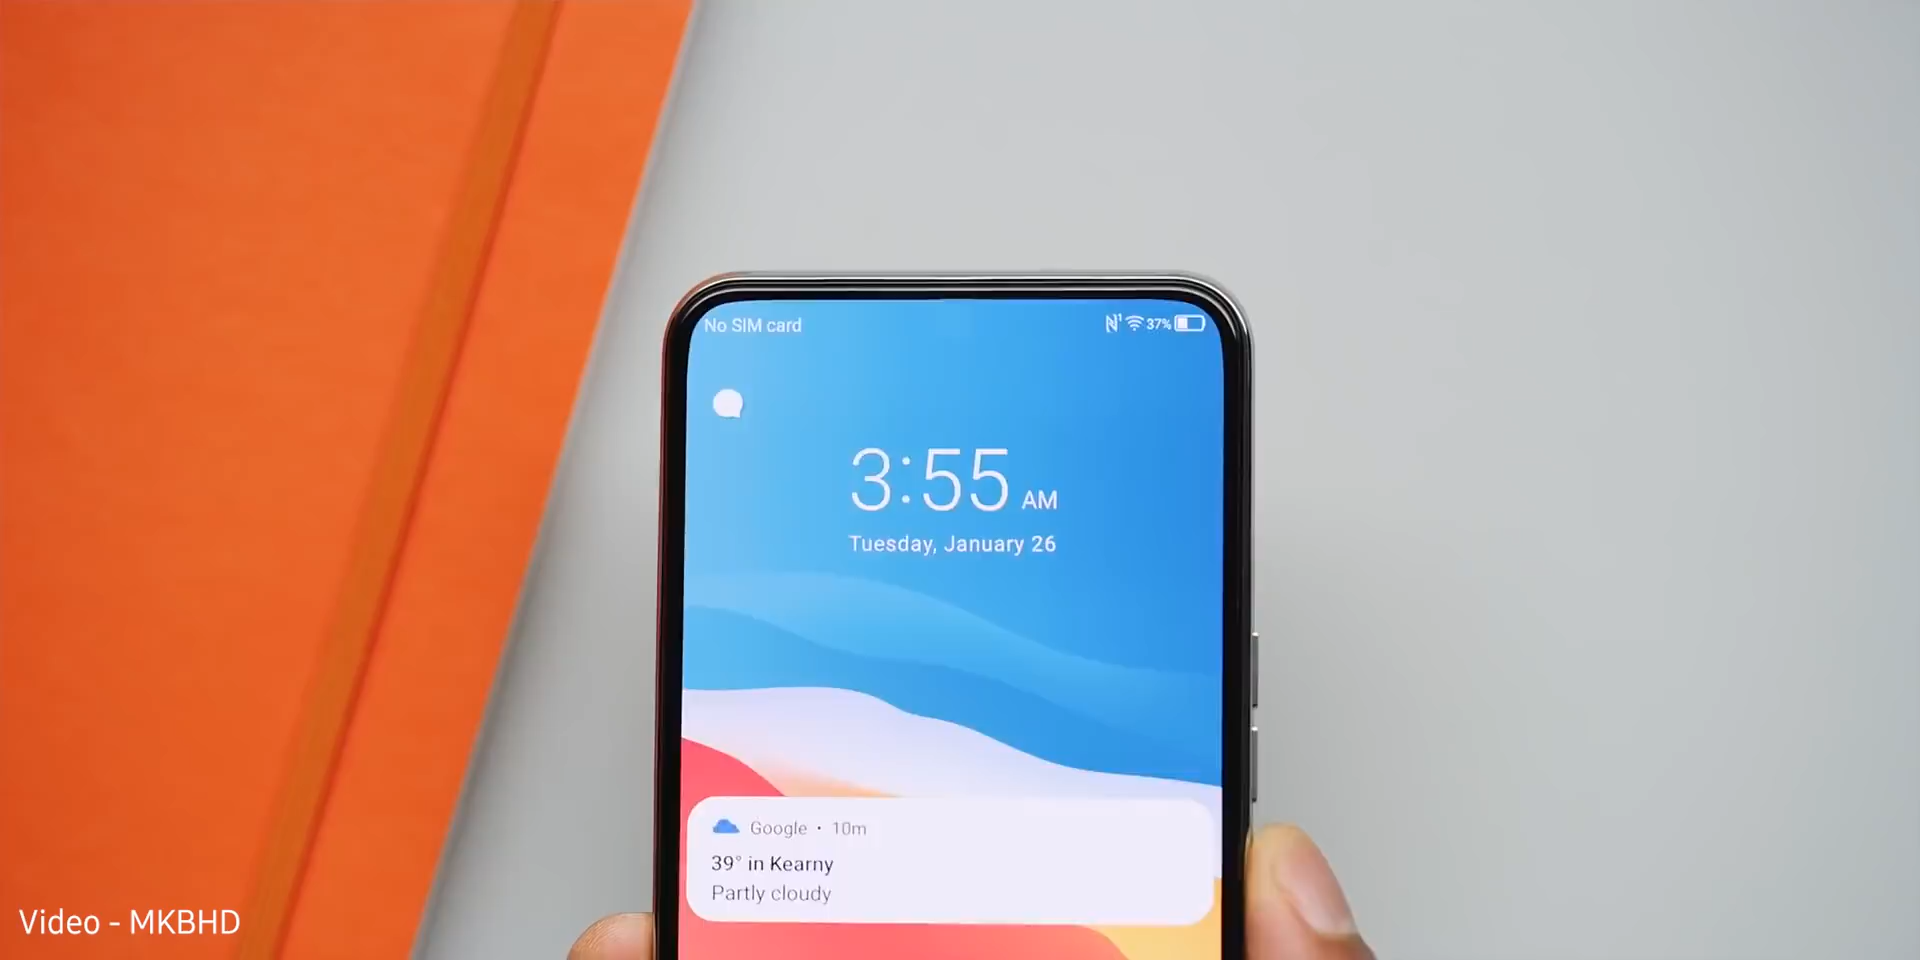 No SIM card
37%
3:55 AM
Tuesday, January 26
Google · 10m
39° in Kearny
Partly cloudy
Video - MKBHD